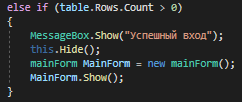 else if (table.Rows.Count > 0)
{
MessageBox.Show("Успешный вход");
this.Hide();
mainForm MainForm = new mainForm();
MainForm.Show();
}